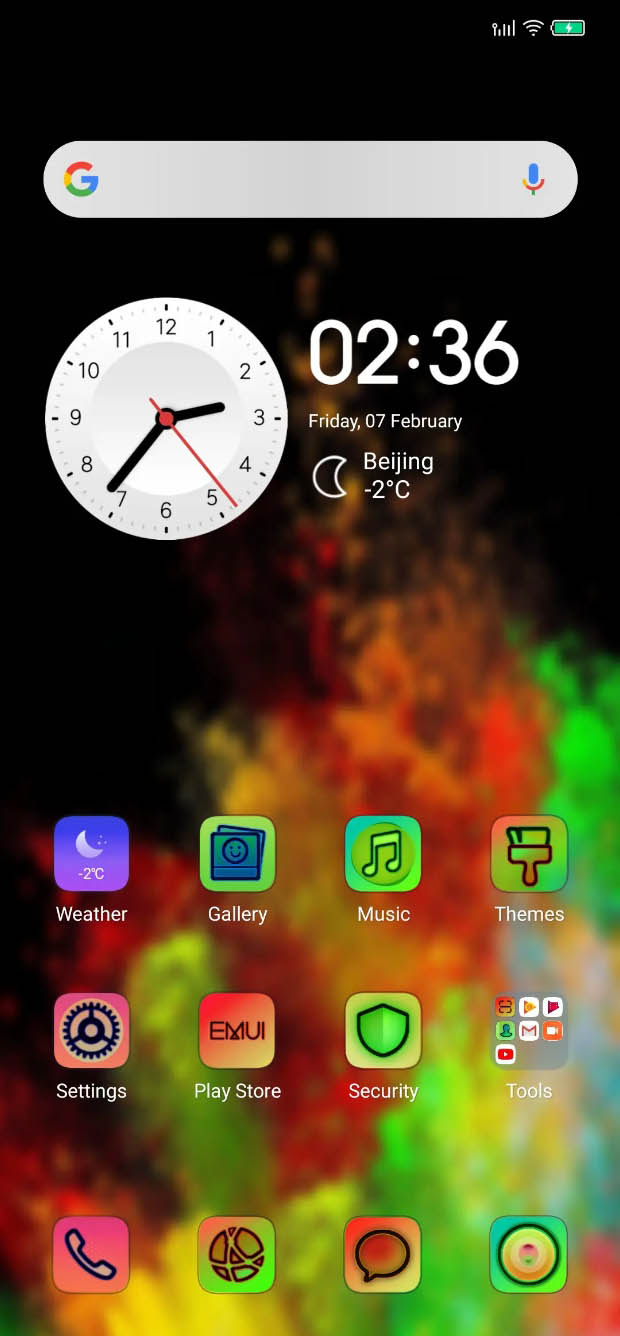 12
11
1
10
2
9
3
8
4
7
5
6
02:36
Friday, 07 February
Beijing
-2°C
-2°C
Weather
Gallery
Music
Themes
EMUI
Settings
Play Store
Security
Tools